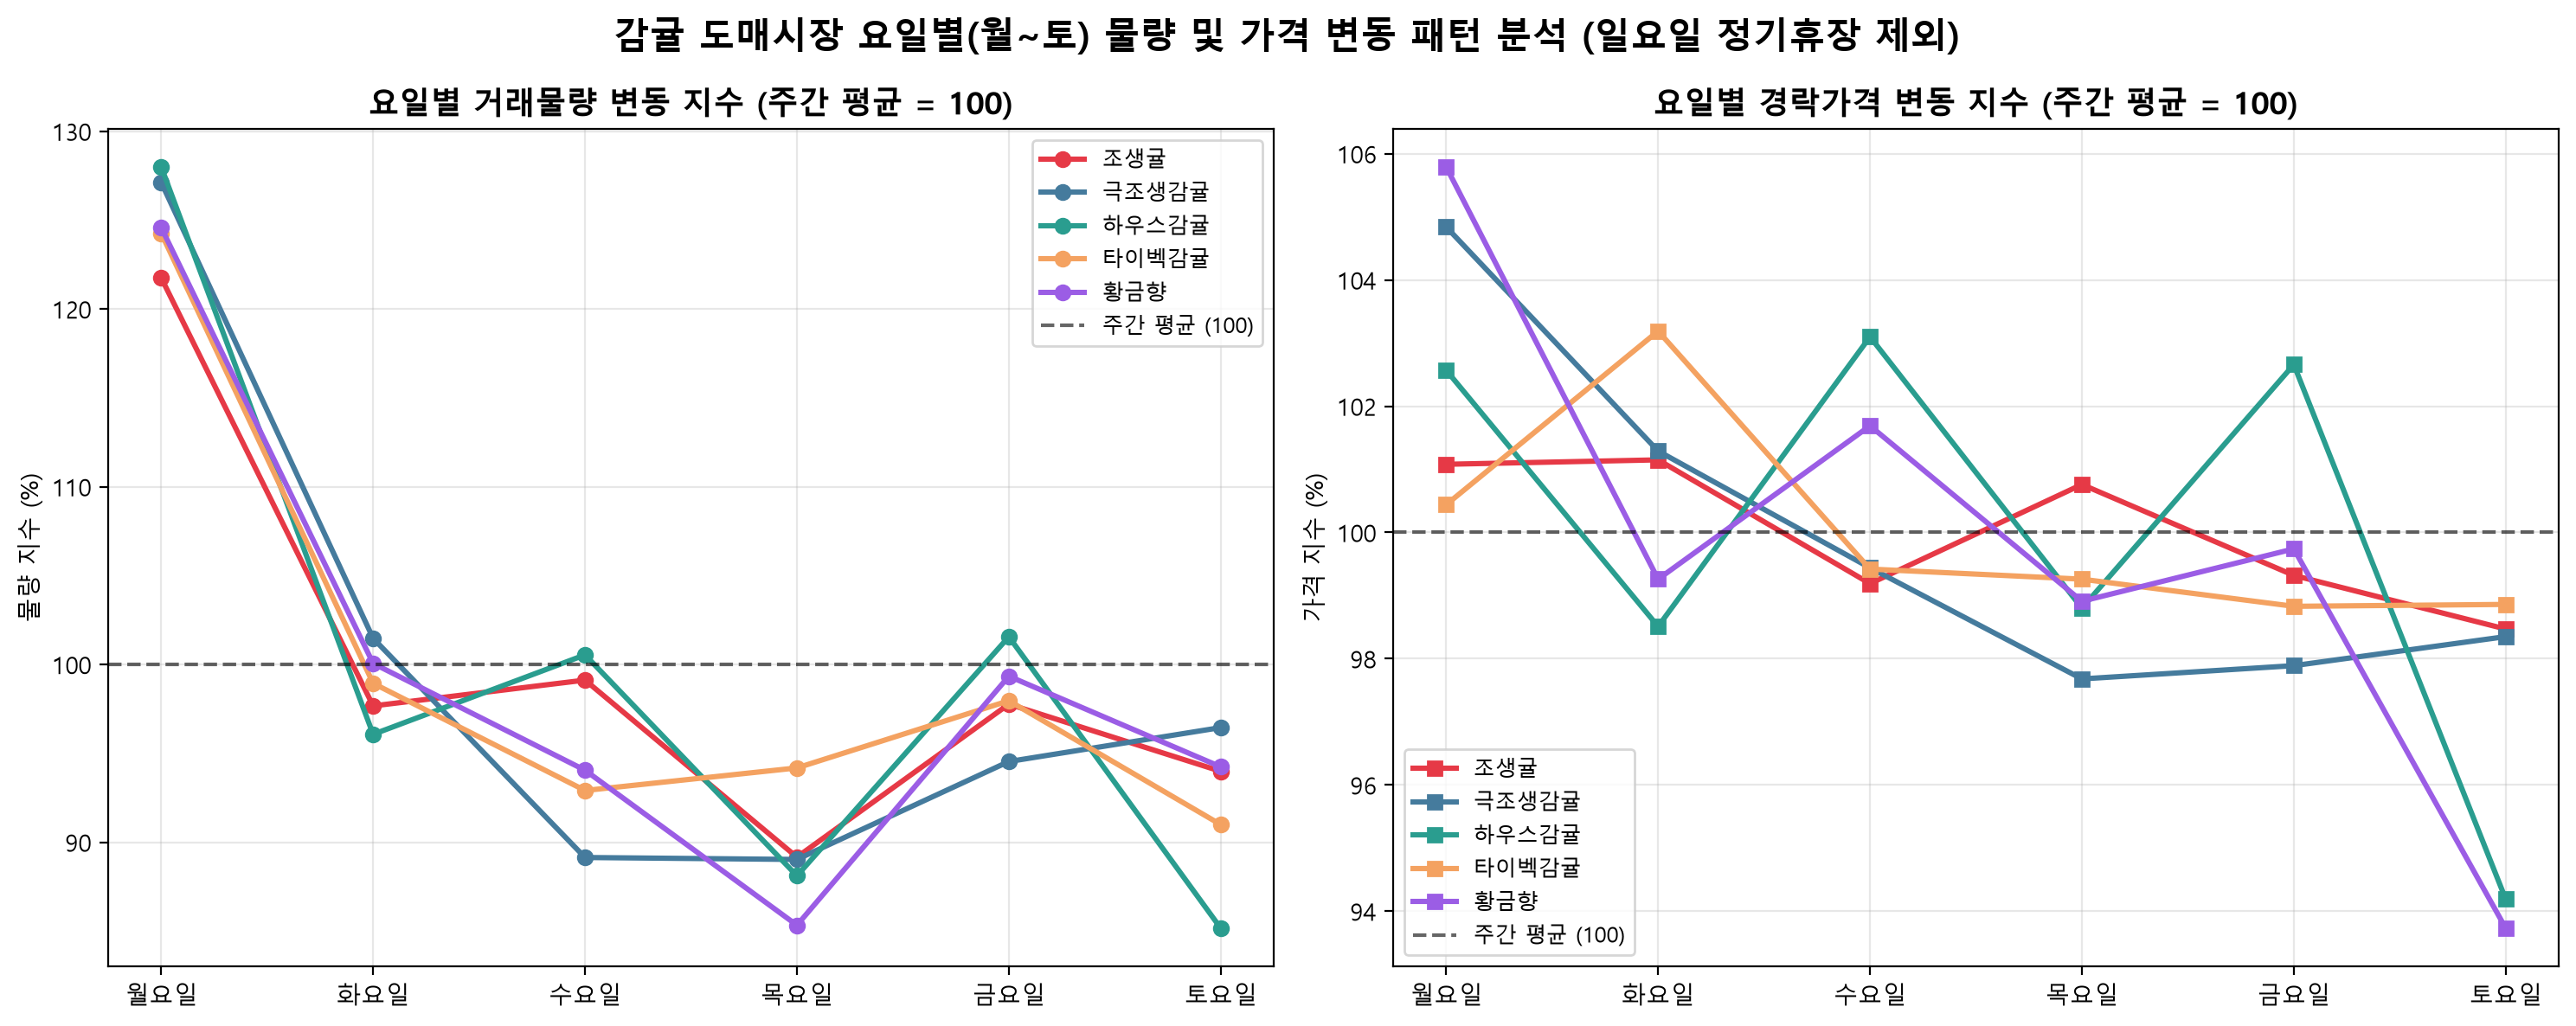 감귤 도매시장 요일별(월~토) 물량 및 가격 변동 패턴 분석 (일요일 정기휴장 제외)
요일별 거래물량 변동 지수 (주간 평균 = 100)
물량 지수 (%)
130
120
110
100
90
조생귤
극조생감귤
하우스감귤
타이벡감귤
황금향
주간 평균 (100)
월요일 화요일 수요일 목요일 금요일 토요일
요일별 경락가격 변동 지수 (주간 평균 = 100)
가격 지수 (%)
106
104
102
100
98
96
94
조생귤
극조생감귤
하우스감귤
타이벡감귤
황금향
주간 평균 (100)
월요일 화요일 수요일 목요일 금요일 토요일